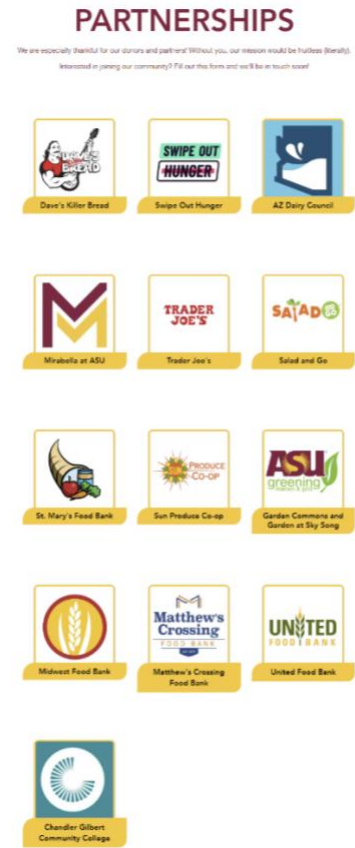 PARTNERSHIPS
We are especially thankful for our donors and partners! Without you, our mission would be fruitless (literally).
Interested in joining our community? Fill out this form and we'll be in touch soon!
DAVE'S
KILLER
BREAD
SWIPE OUT
HUNGER
Dave's Killer Bread
Swipe Out Hunger
AZ Dairy Council
TRADER
JOE'S
SALAD
Mirabella at ASU
Trader Joe's
Salad and Go
PRODUCE
CO-OP
ASU
greening
St. Mary's Food Bank
Sun Produce Co-op
Garden Commons and
Garden at Sky Song
Matthew's
Crossing
FOOD BANK
UNITED
FOOD BANK
Midwest Food Bank
Matthew's Crossing
Food Bank
United Food Bank
Chandler Gilbert
Community College